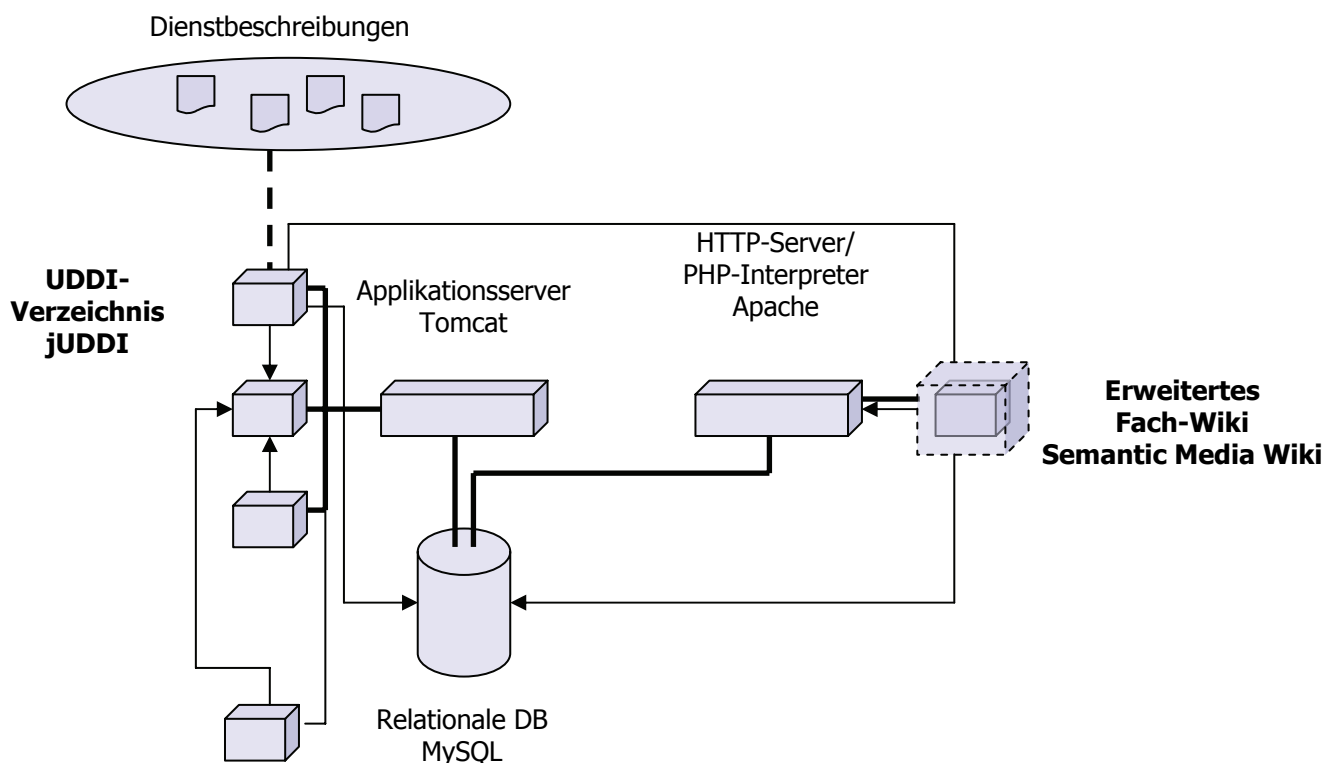 Dienstbeschreibungen
UDDI-
Verzeichnis
jUDDI
Applikationsserver
Tomcat
HTTP-Server/
PHP-Interpreter
Apache
Erweitertes
Fach-Wiki
Semantic Media Wiki
Relationale DB
MySQL